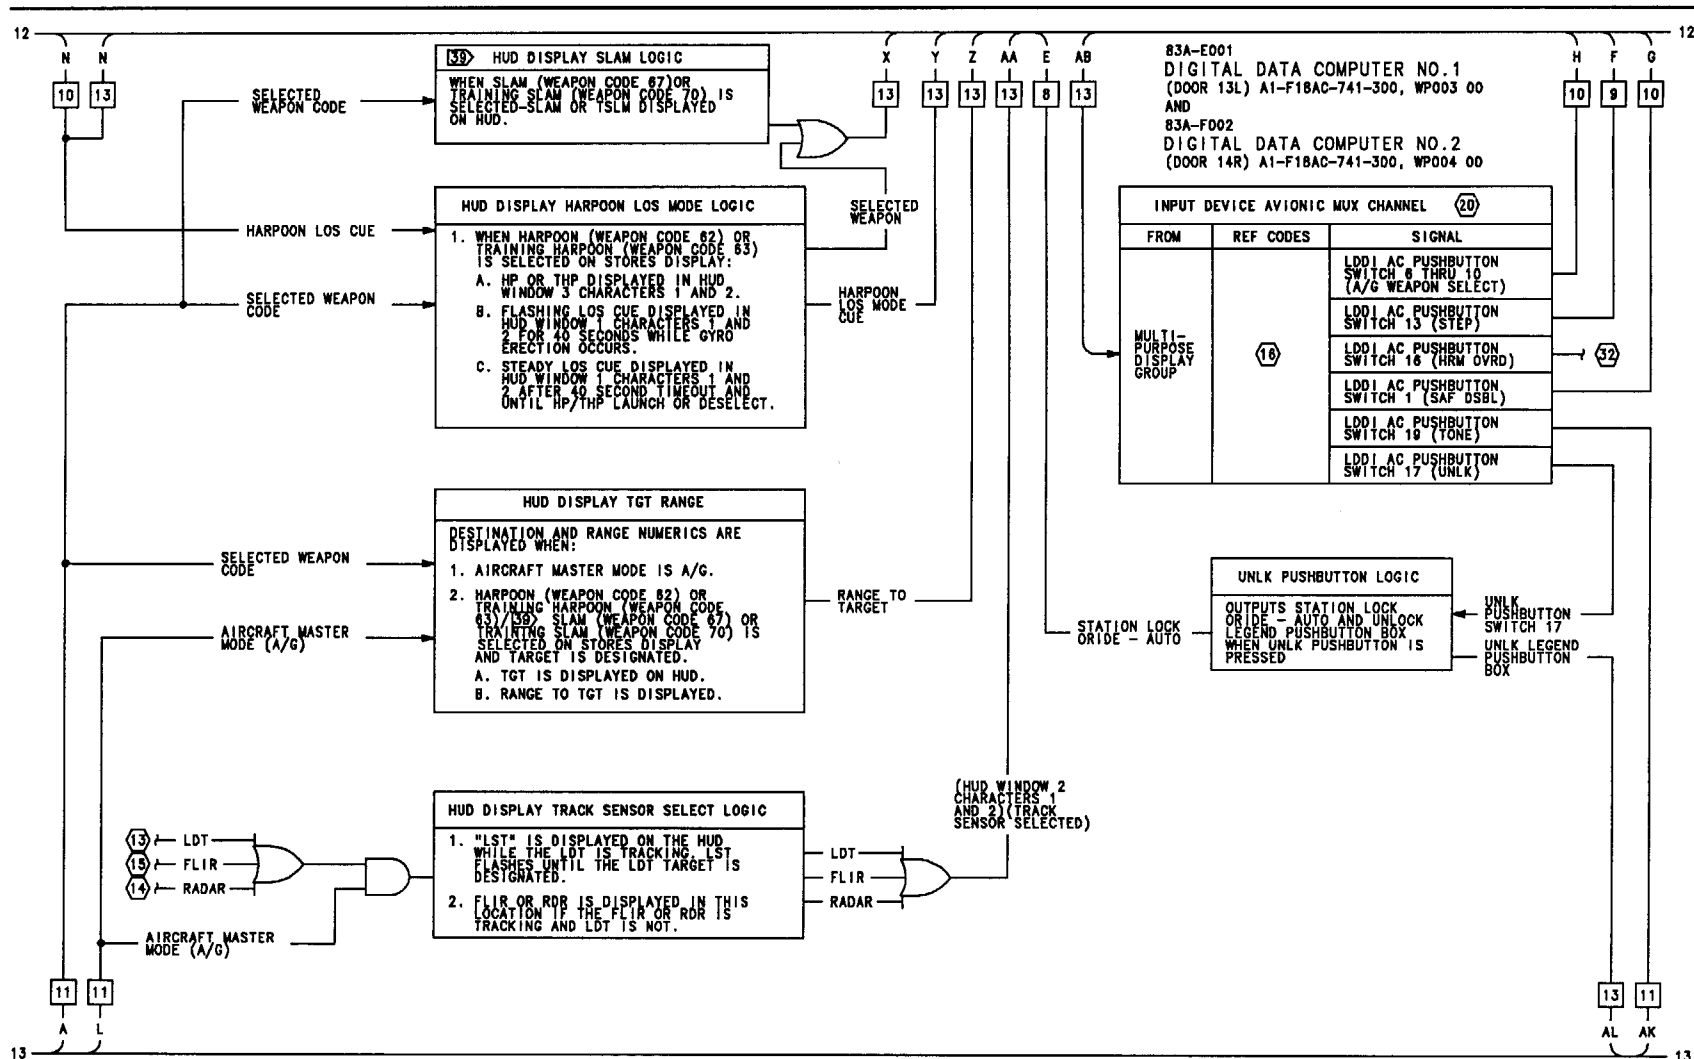 12
12
N
N
X
Y
Z
AA
E
AB
H
F
G
10
13
13
13
13
13
8
13
10
9
10
83A-E001
DIGITAL DATA COMPUTER NO.1
(DOOR 13L) A1-F18AC-741-300, WP003 00
AND
83A-F002
DIGITAL DATA COMPUTER NO.2
(DOOR 14R) A1-F18AC-741-300, WP004 00
39 HUD DISPLAY SLAM LOGIC
WHEN SLAM (WEAPON CODE 67)OR
TRAINING SLAM (WEAPON CODE 70) IS
SELECTED-SLAM OR TSLM DISPLAYED
ON HUD.
SELECTED
WEAPON CODE
HUD DISPLAY HARPOON LOS MODE LOGIC
1. WHEN HARPOON (WEAPON CODE 62) OR
TRAINING HARPOON (WEAPON CODE 63)
IS SELECTED ON STORES DISPLAY:
A. HP OR THP DISPLAYED IN HUD
WINDOW 3 CHARACTERS 1 AND 2.
B. FLASHING LOS CUE DISPLAYED IN
HUD WINDOW 1 CHARACTERS 1 AND
2 FOR 40 SECONDS WHILE GYRO
ERECTION OCCURS.
C. STEADY LOS CUE DISPLAYED IN
HUD WINDOW 1 CHARACTERS 1 AND
2 AFTER 40 SECOND TIMEOUT AND
UNTIL HP/THP LAUNCH OR DESELECT.
HARPOON LOS CUE
SELECTED WEAPON
CODE
SELECTED
WEAPON
HARPOON
LOS MODE
CUE
INPUT DEVICE AVIONIC MUX CHANNEL 20
FROM REF CODES SIGNAL
MULTI-
PURPOSE
DISPLAY
GROUP
16
LDDI AC PUSHBUTTON
SWITCH 6 THRU 10
(A/G WEAPON SELECT)
LDDI AC PUSHBUTTON
SWITCH 13 (STEP)
LDDI AC PUSHBUTTON
SWITCH 16 (HRM OVRD)
32
LDDI AC PUSHBUTTON
SWITCH 1 (SAF DSBL)
LDDI AC PUSHBUTTON
SWITCH 19 (TONE)
LDDI AC PUSHBUTTON
SWITCH 17 (UNLK)
HUD DISPLAY TGT RANGE
DESTINATION AND RANGE NUMERICS ARE
DISPLAYED WHEN:
1. AIRCRAFT MASTER MODE IS A/G.
2. HARPOON (WEAPON CODE 62) OR
TRAINING HARPOON (WEAPON CODE
63)/39 SLAM (WEAPON CODE 67) OR
TRAINING SLAM (WEAPON CODE 70) IS
SELECTED ON STORES DISPLAY
AND TARGET IS DESIGNATED.
A. TGT IS DISPLAYED ON HUD.
B. RANGE TO TGT IS DISPLAYED.
SELECTED WEAPON
CODE
AIRCRAFT MASTER
MODE (A/G)
RANGE TO
TARGET
STATION LOCK
ORIDE - AUTO
UNLK PUSHBUTTON LOGIC
OUTPUTS STATION LOCK
ORIDE - AUTO AND UNLOCK
LEGEND PUSHBUTTON BOX
WHEN UNLK PUSHBUTTON IS
PRESSED
UNLK
PUSHBUTTON
SWITCH 17
UNLK LEGEND
PUSHBUTTON
BOX
HUD DISPLAY TRACK SENSOR SELECT LOGIC
1. "LST" IS DISPLAYED ON THE HUD
WHILE THE LDT IS TRACKING. LST
FLASHES UNTIL THE LDT TARGET IS
DESIGNATED.
2. FLIR OR RDR IS DISPLAYED IN THIS
LOCATION IF THE FLIR OR RDR IS
TRACKING AND LDT IS NOT.
13 LDT
15 FLIR
14 RADAR
AIRCRAFT MASTER
MODE (A/G)
LDT
FLIR
RADAR
(HUD WINDOW 2
CHARACTERS 1
AND 2)(TRACK
SENSOR SELECTED)
11
11
13
11
A
L
AL
AK
13
13